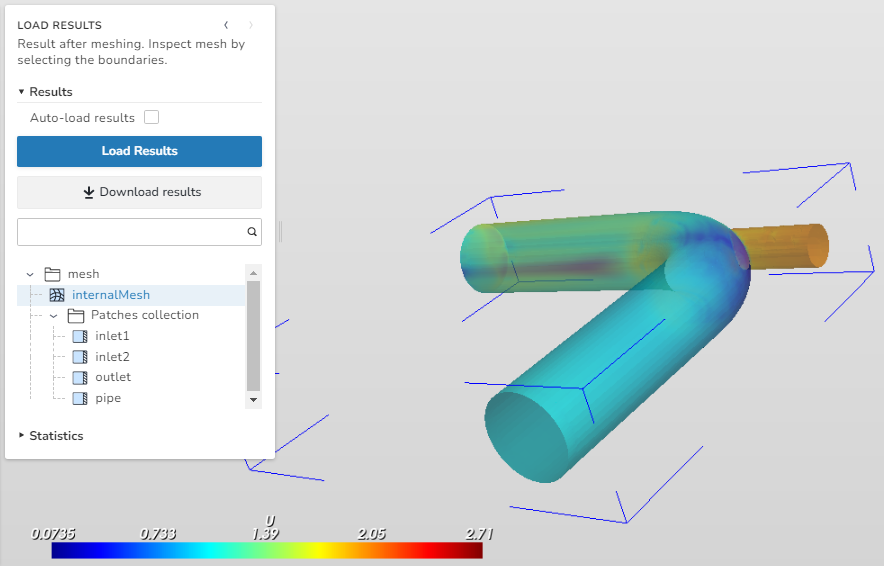 LOAD RESULTS
Result after meshing. Inspect mesh by
selecting the boundaries.
Results
Auto-load results
Load Results
Download results
mesh
internalMesh
Patches collection
inlet1
inlet2
outlet
pipe
Statistics
U
0.0735 0.733 1.39 2.05 2.71